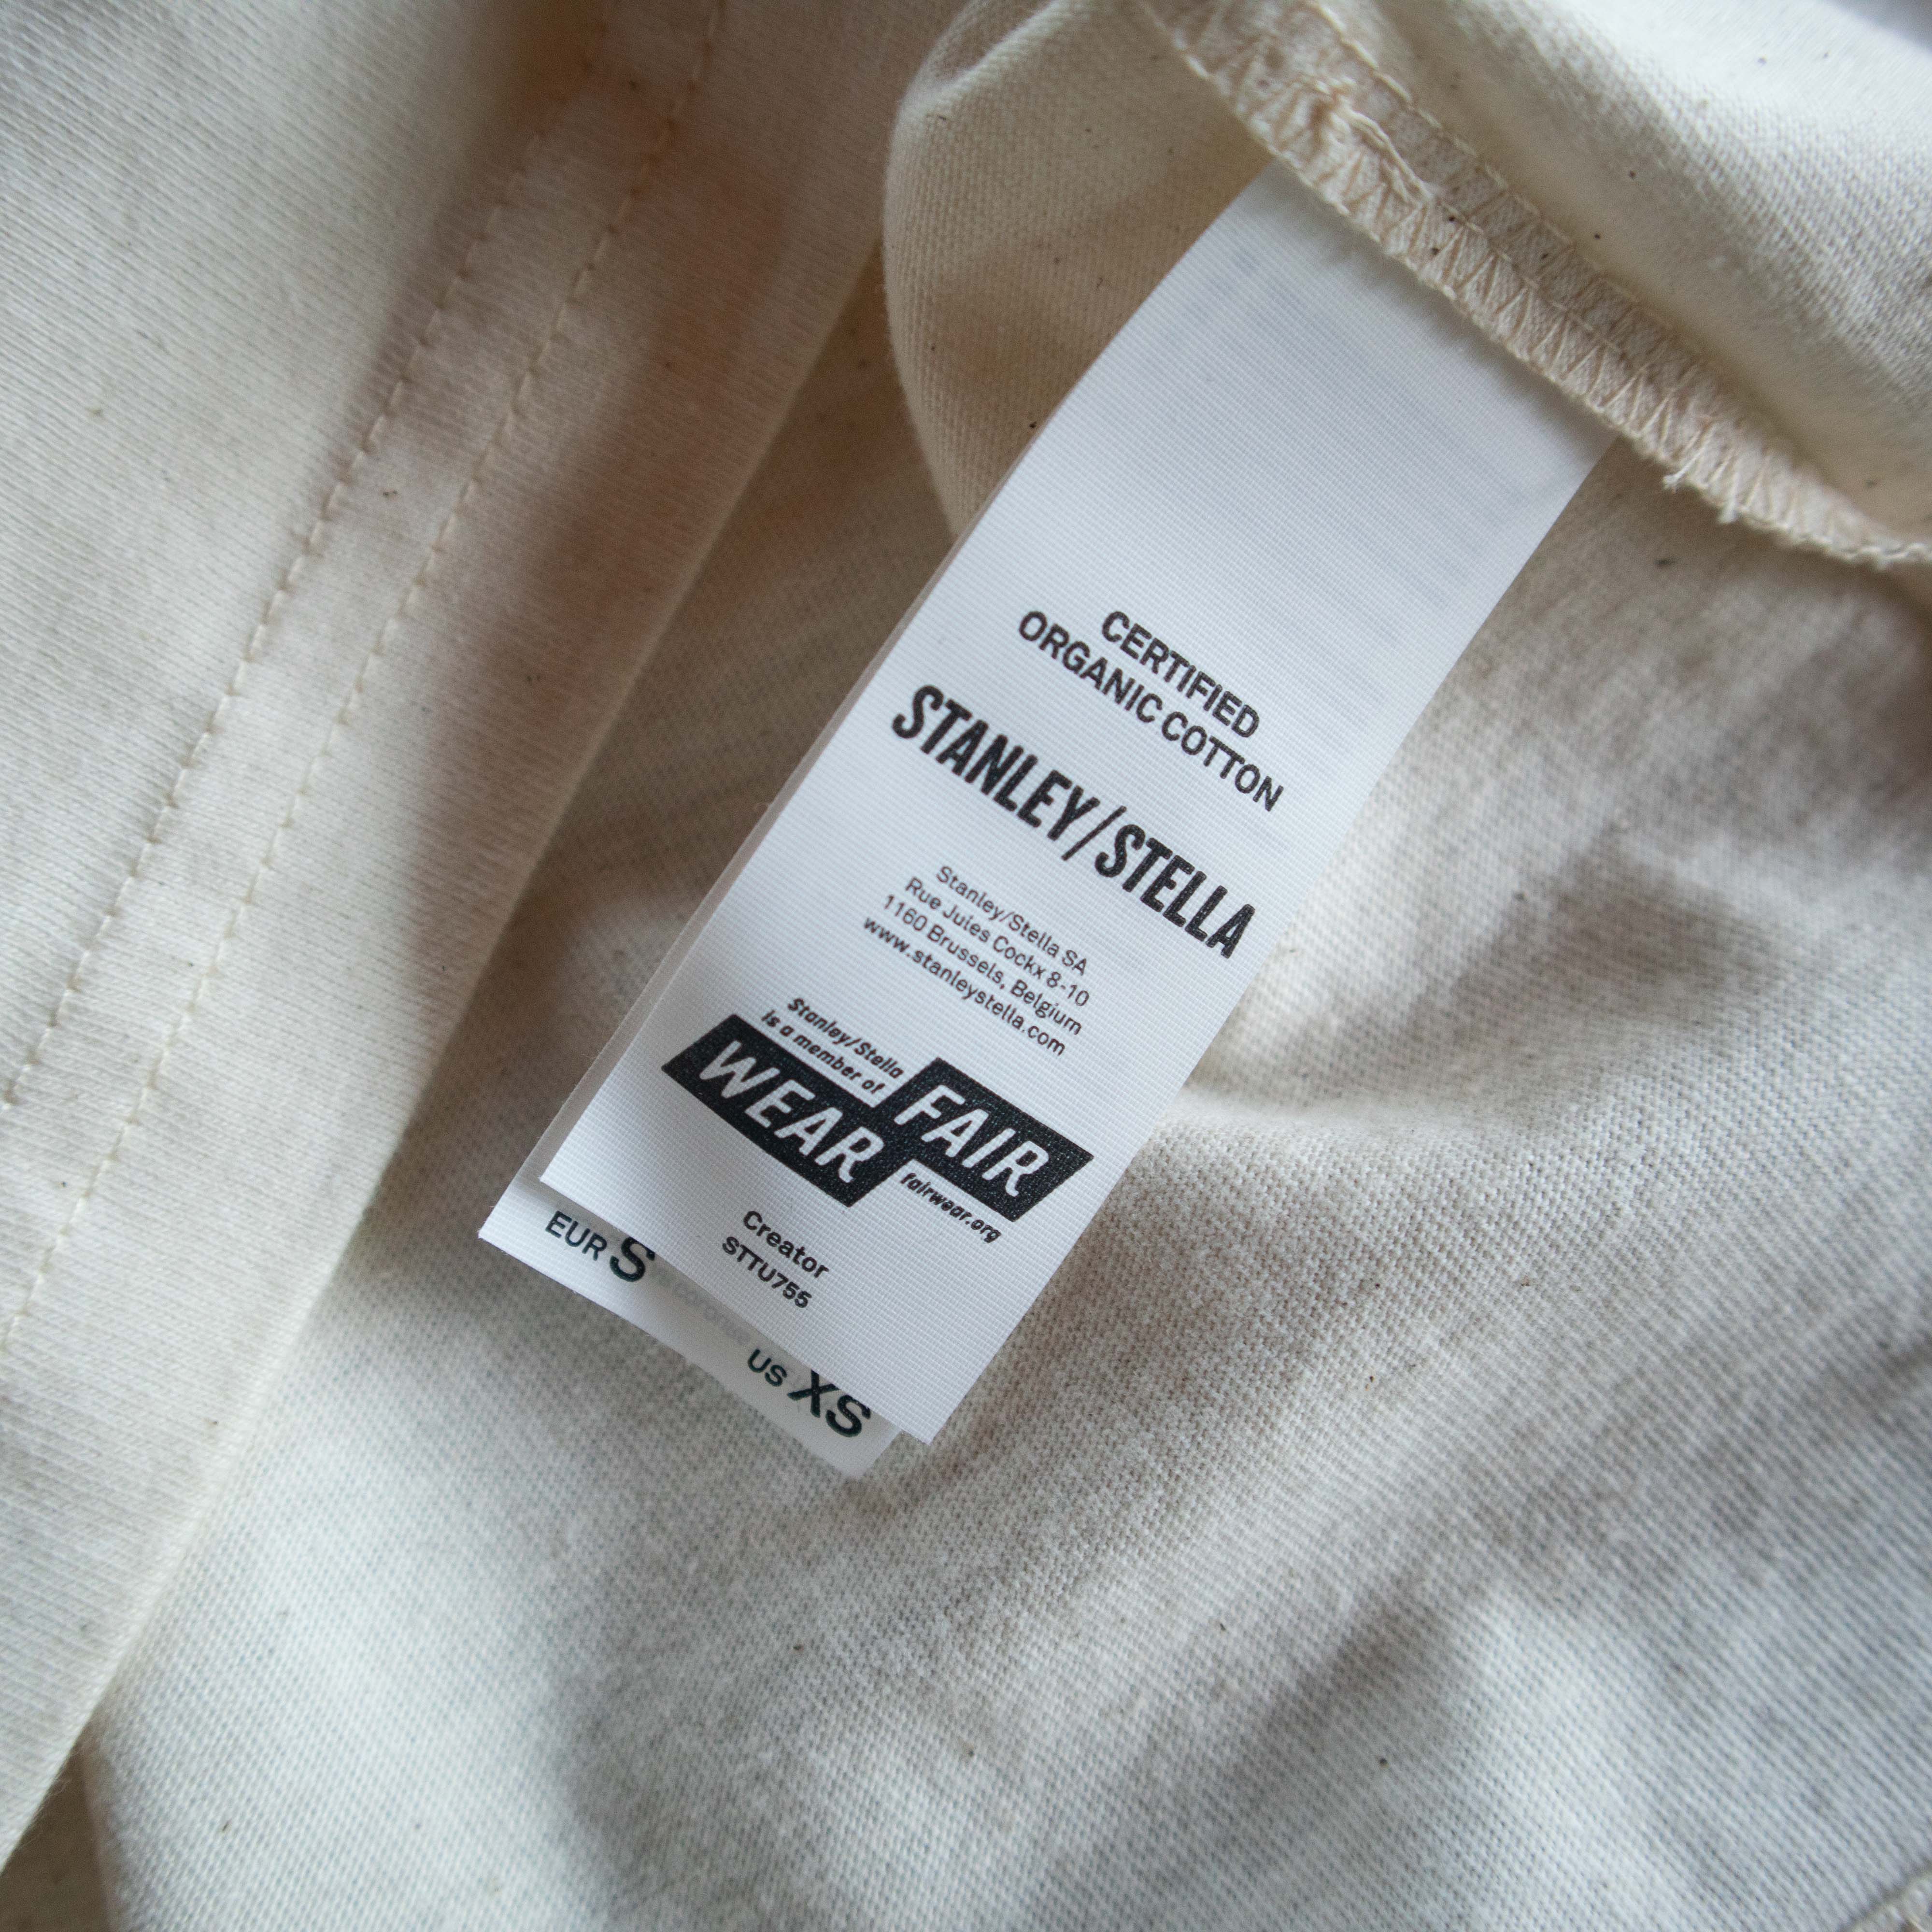 CERTIFIED
ORGANIC COTTON
STANLEY/STELLA
Stanley/Stella SA
Rue Jules Cockx 8-10
1160 Brussels, Belgium
www.stanleystella.com
Stanley/Stella
is a member of
FAIR
WEAR
fairwear.org
Creator
STTU755
EUR S
US XS